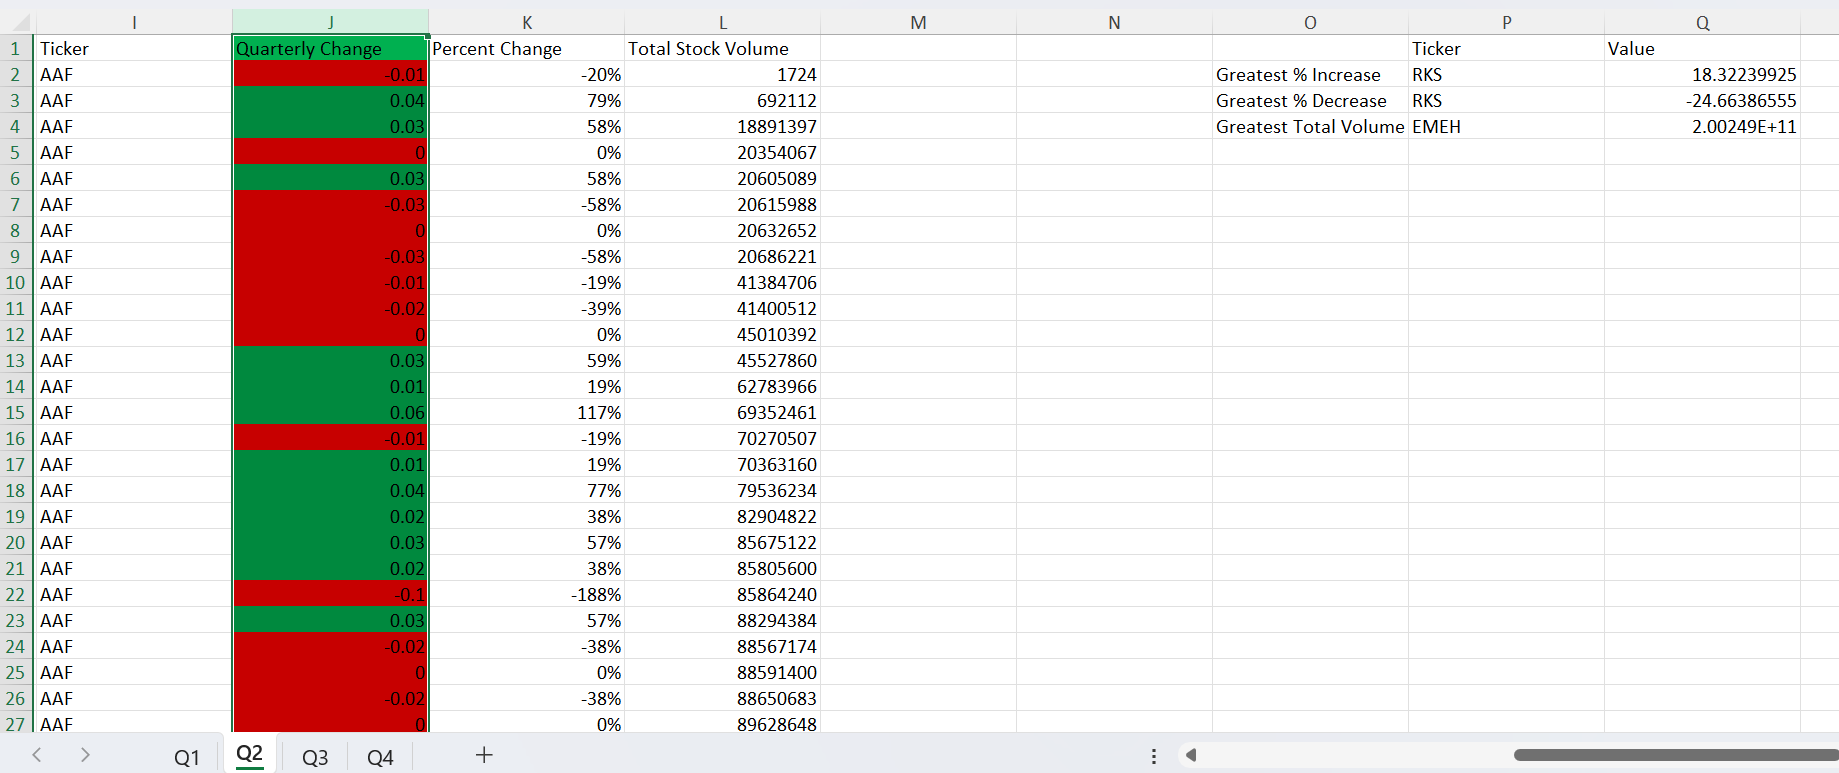 I J K L M N O P Q
1 Ticker Quarterly Change Percent Change Total Stock Volume Ticker Value
2 AAF -0.01 -20% 1724 Greatest % Increase RKS 18.32239925
3 AAF 0.04 79% 692112 Greatest % Decrease RKS -24.66386555
4 AAF 0.03 58% 18891397 Greatest Total Volume EMEH 2.00249E+11
5 AAF 0 0% 20354067
6 AAF 0.03 58% 20605089
7 AAF -0.03 -58% 20615988
8 AAF 0 0% 20632652
9 AAF -0.03 -58% 20686221
10 AAF -0.01 -19% 41384706
11 AAF -0.02 -39% 41400512
12 AAF 0 0% 45010392
13 AAF 0.03 59% 45527860
14 AAF 0.01 19% 62783966
15 AAF 0.06 117% 69352461
16 AAF -0.01 -19% 70270507
17 AAF 0.01 19% 70363160
18 AAF 0.04 77% 79536234
19 AAF 0.02 38% 82904822
20 AAF 0.03 57% 85675122
21 AAF 0.02 38% 85805600
22 AAF -0.1 -188% 85864240
23 AAF 0.03 57% 88294384
24 AAF -0.02 -38% 88567174
25 AAF 0 0% 88591400
26 AAF -0.02 -38% 88650683
27 AAF 0 0% 89628648
Q1 Q2 Q3 Q4